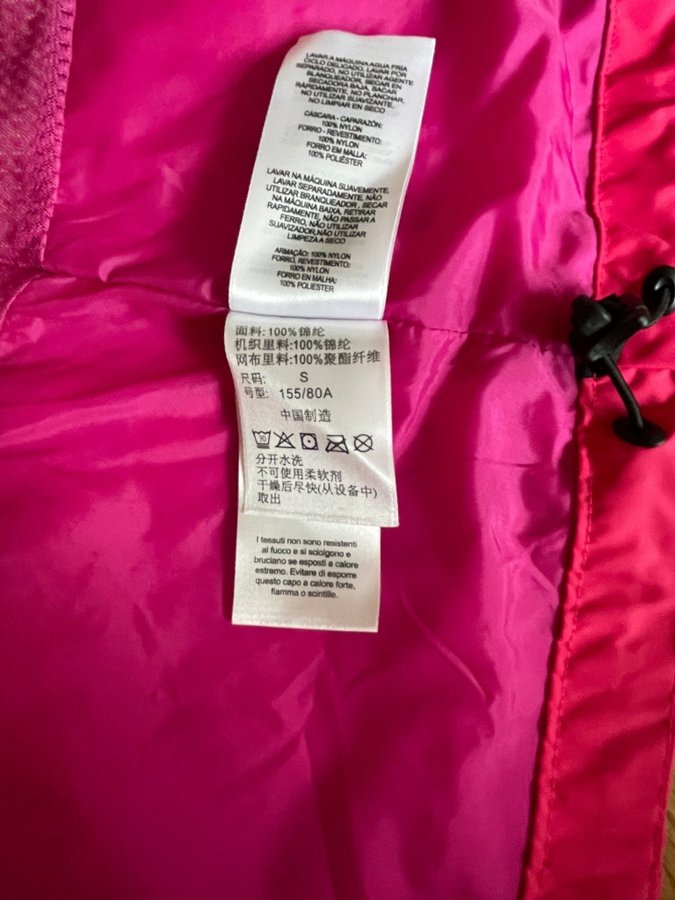 LAVAR A MÁQUINA AGUA FRÍA
CICLO DELICADO. LAVAR POR
SEPARADO, NO UTILIZAR AGENTE
BLANQUEADOR, SECAR EN
SECADORA BAJA, SACAR
RÁPIDAMENTE, NO PLANCHAR,
NO UTILIZAR SUAVIZANTE.
NO LIMPIAR EN SECO
CÁSCARA - CAPARAZÓN:
100% NYLON
FORRO - REVESTIMIENTO:
100% NYLON
FORRO EN MALLA:
100% POLIÉSTER
LAVAR NA MÁQUINA SUAVEMENTE.
LAVAR SEPARADAMENTE, NÃO
UTILIZAR BRANQUEADOR , SECAR
NA MÁQUINA BAIXA, RETIRAR
RAPIDAMENTE, NÃO PASSAR A
FERRO, NÃO UTILIZAR
SUAVIZADOR,NÃO UTILIZAR
LIMPEZA A SECO
ARMAÇÃO: 100% NYLON
FORRO, REVESTIMENTO:
100% NYLON
FORRO EM MALHA:
100% POLIÉSTER
面料:100%锦纶
机织里料:100%锦纶
网布里料:100%聚酯纤维
尺码: S
号型: 155/80A
中国制造
30
分开水洗
不可使用柔软剂
干燥后尽快(从设备中)
取出
I tessuti non sono resistenti
al fuoco e si sciolgono e
bruciano se esposti a calore
estremo. Evitare di esporre
questo capo a calore forte,
fiamma o scintille.